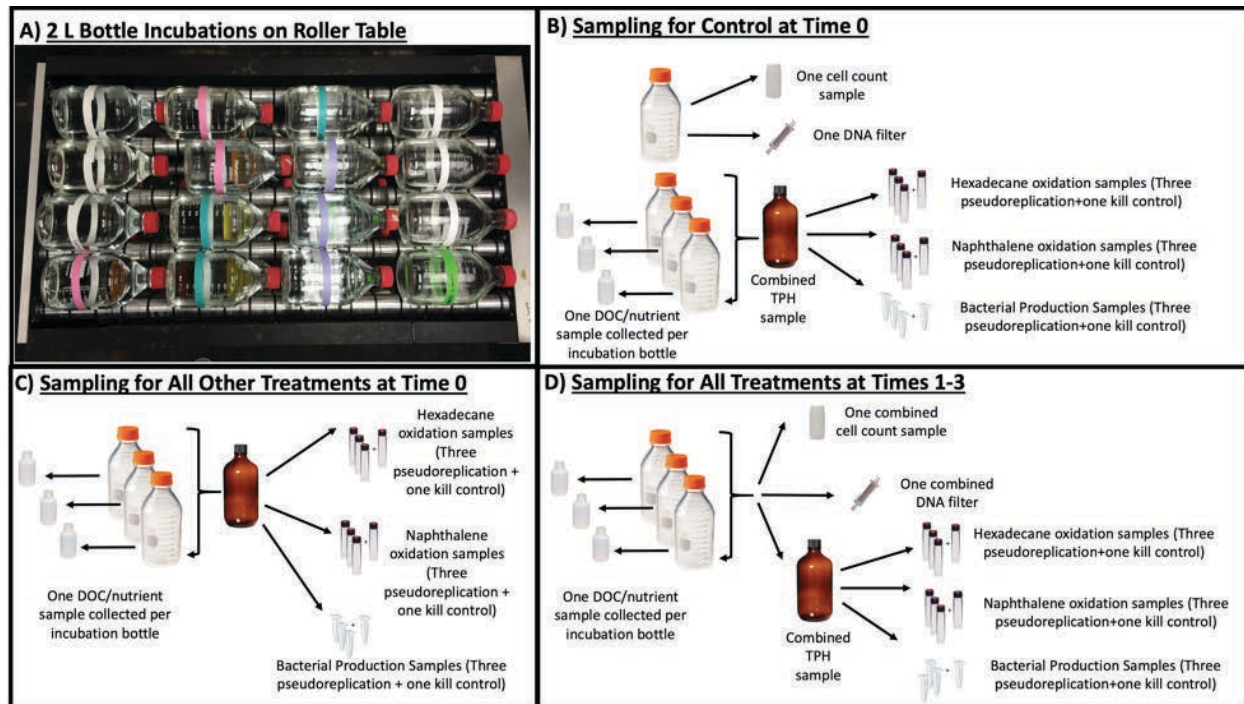 A) 2 L Bottle Incubations on Roller Table
B) Sampling for Control at Time 0
One cell count
sample
One DNA filter
Hexadecane oxidation samples (Three
pseudoreplication+one kill control)
Naphthalene oxidation samples (Three
pseudoreplication+one kill control)
Bacterial Production Samples (Three
pseudoreplication+one kill control)
Combined
TPH
sample
One DOC/nutrient
sample collected per
incubation bottle
C) Sampling for All Other Treatments at Time 0
Hexadecane
oxidation samples
(Three
pseudoreplication +
one kill control)
Naphthalene
oxidation samples
(Three
pseudoreplication +
one kill control)
One DOC/nutrient
sample collected per
incubation bottle
Bacterial Production Samples (Three
pseudoreplication + one kill control)
D) Sampling for All Treatments at Times 1-3
One combined
cell count sample
One combined
DNA filter
Hexadecane oxidation samples (Three
pseudoreplication+one kill control)
Naphthalene oxidation samples (Three
pseudoreplication+one kill control)
Bacterial Production Samples (Three
pseudoreplication+one kill control)
One DOC/nutrient
sample collected per
incubation bottle
Combined
TPH
sample